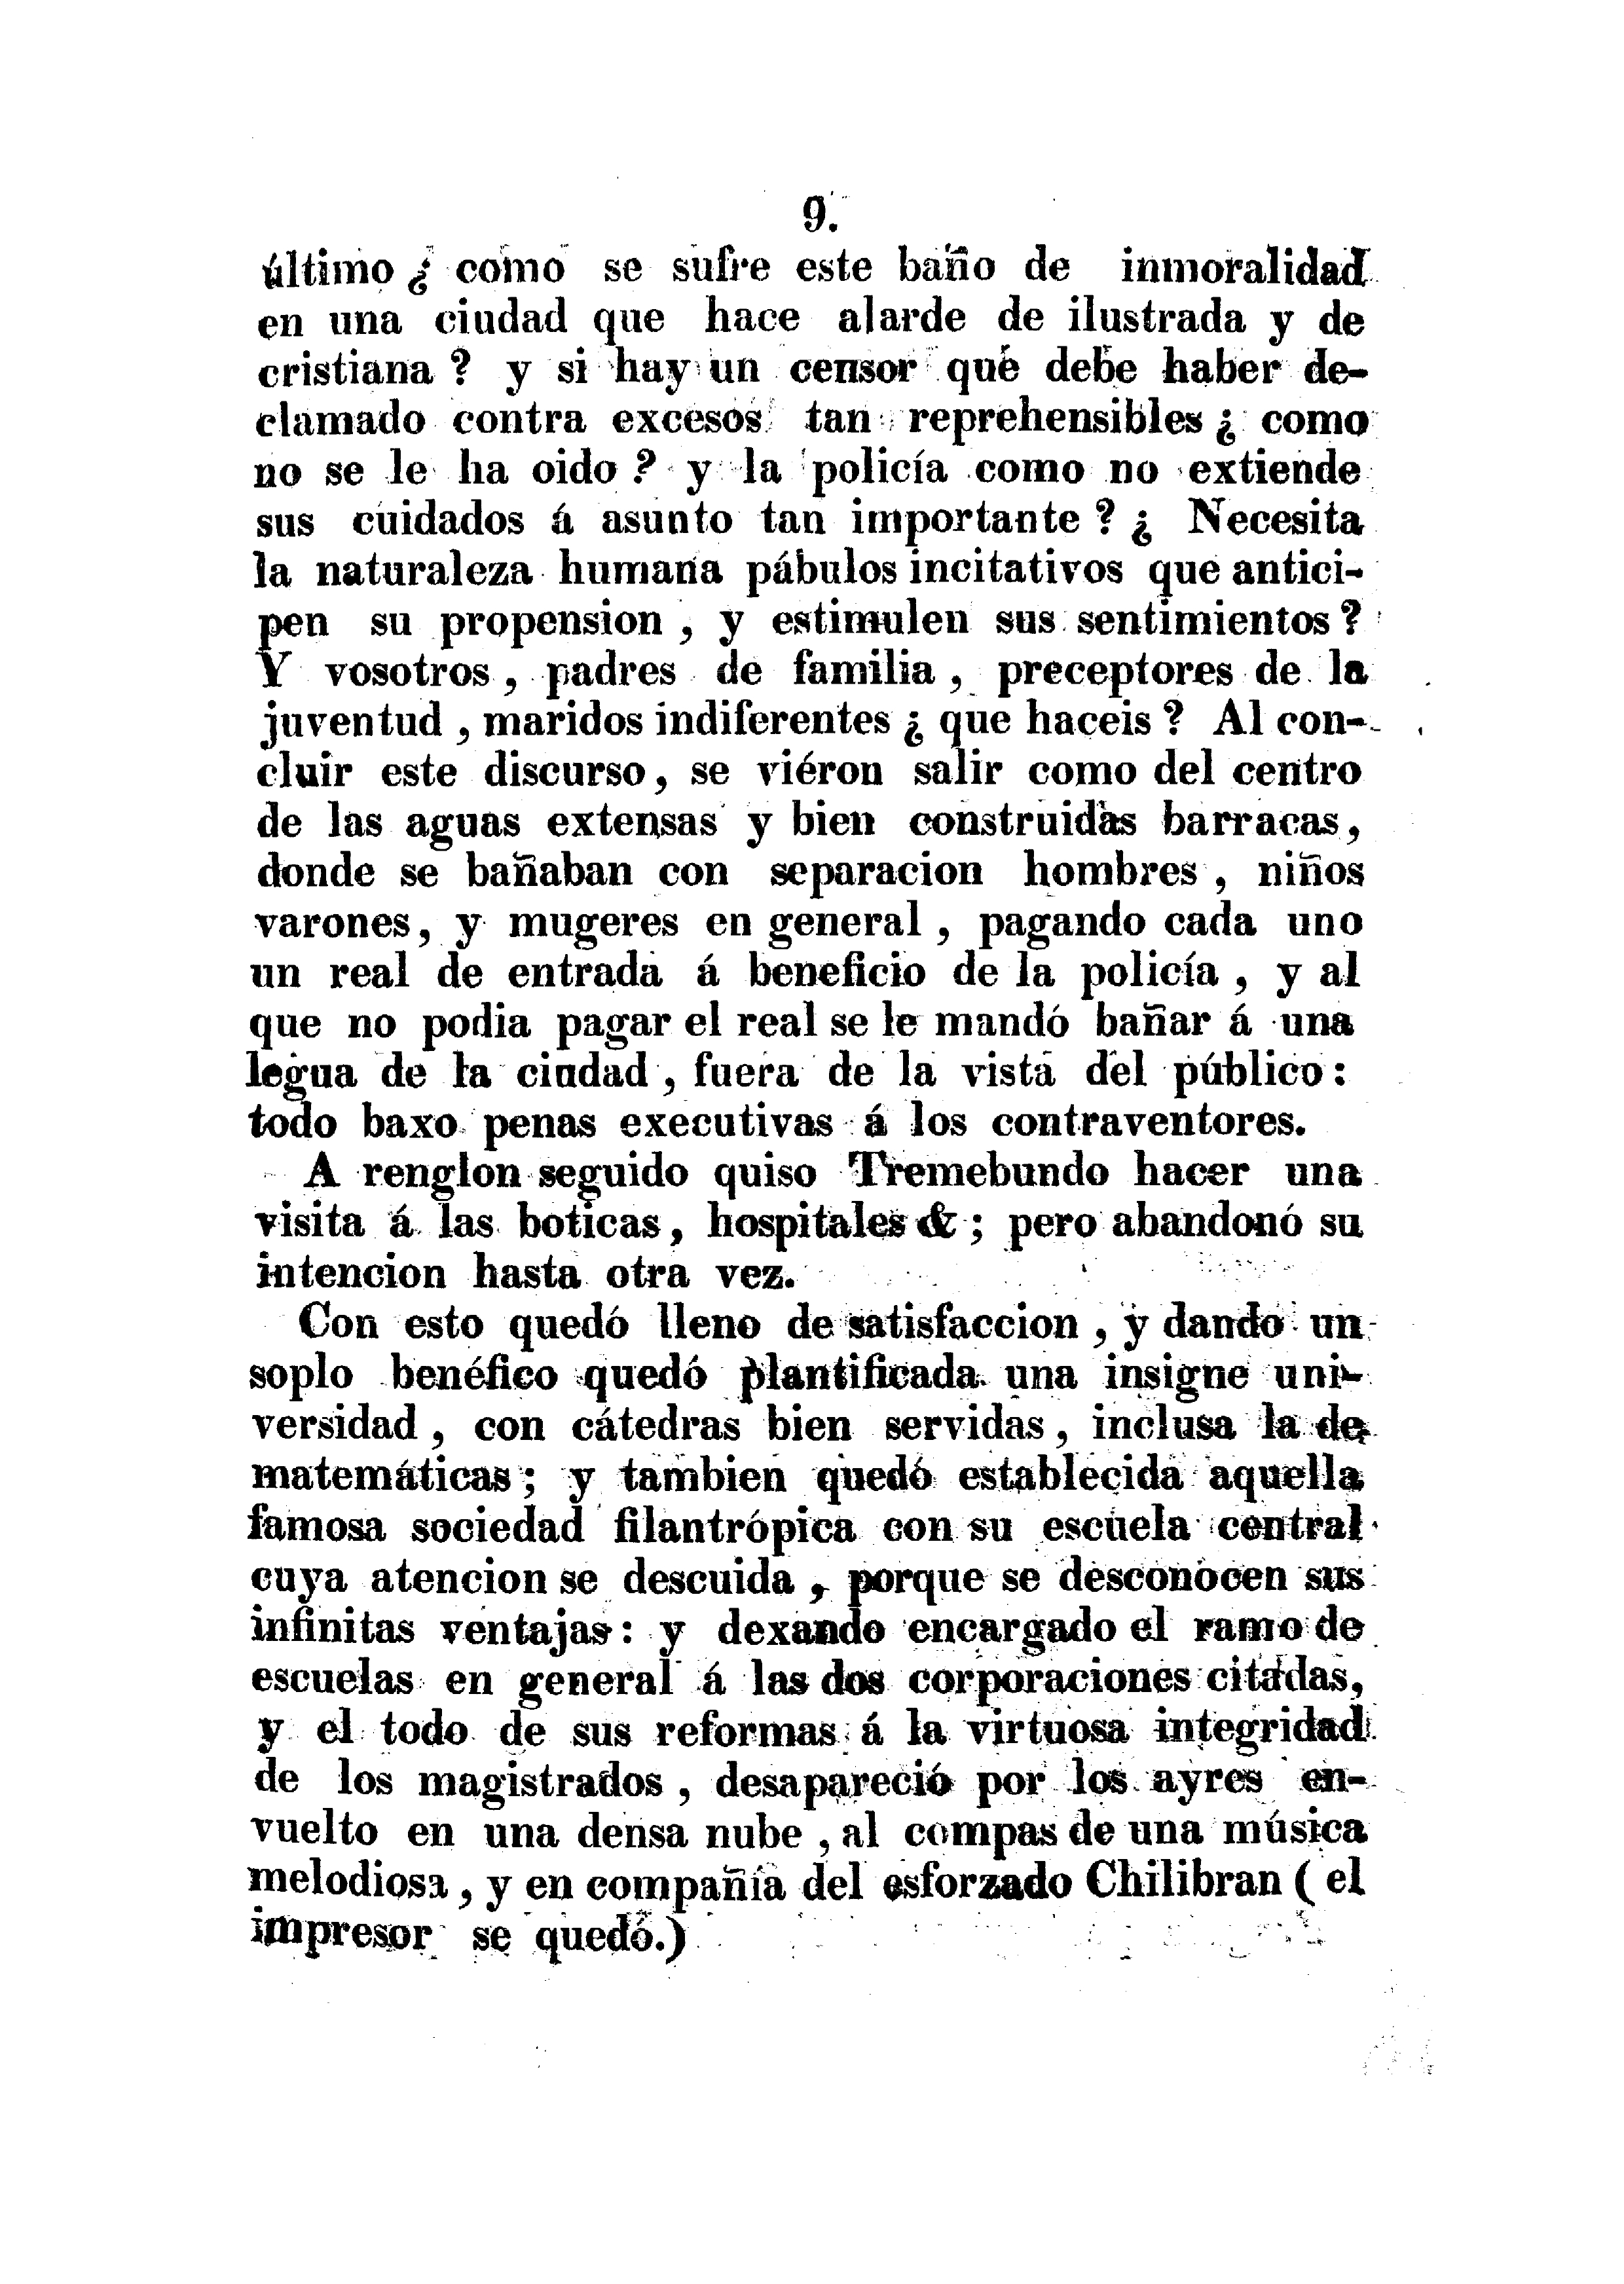 9.
último ¿ como se sufre este baño de inmoralidad
en una ciudad que hace alarde de ilustrada y de
cristiana ? y si hay un censor que debe haber de-
clamado contra excesos tan reprehensibles ¿ como
no se le ha oido ? y la policía como no extiende
sus cuidados á asunto tan importante ? ¿ Necesita
la naturaleza humana pábulos incitativos que antici-
pen su propension , y estimulen sus sentimientos ?
Y vosotros , padres de familia , preceptores de la
juventud , maridos indiferentes ¿ que haceis ? Al con-
cluir este discurso, se viéron salir como del centro
de las aguas extensas y bien construidas barracas,
donde se bañaban con separacion hombres , niños
varones, y mugeres en general , pagando cada uno
un real de entrada á beneficio de la policía , y al
que no podia pagar el real se le mandó bañar á una
legua de la ciudad , fuera de la vista del público :
todo baxo penas executivas á los contraventores.
A renglon seguido quiso Tremebundo hacer una
visita á las boticas, hospitales & ; pero abandonó su
intencion hasta otra vez.
Con esto quedó lleno de satisfaccion , y dando un
soplo benéfico quedó plantificada una insigne uni-
versidad , con cátedras bien servidas, inclusa la de
matemáticas ; y tambien quedó establecida aquella
famosa sociedad filantrópica con su escuela central
cuya atencion se descuida , porque se desconocen sus
infinitas ventajas : y dexando encargado el ramo de
escuelas en general á las dos corporaciones citadas,
y el todo de sus reformas á la virtuosa integridad
de los magistrados , desapareció por los ayres en-
vuelto en una densa nube , al compas de una música
melodiosa , y en compañía del esforzado Chilibran ( el
impresor se quedó.)